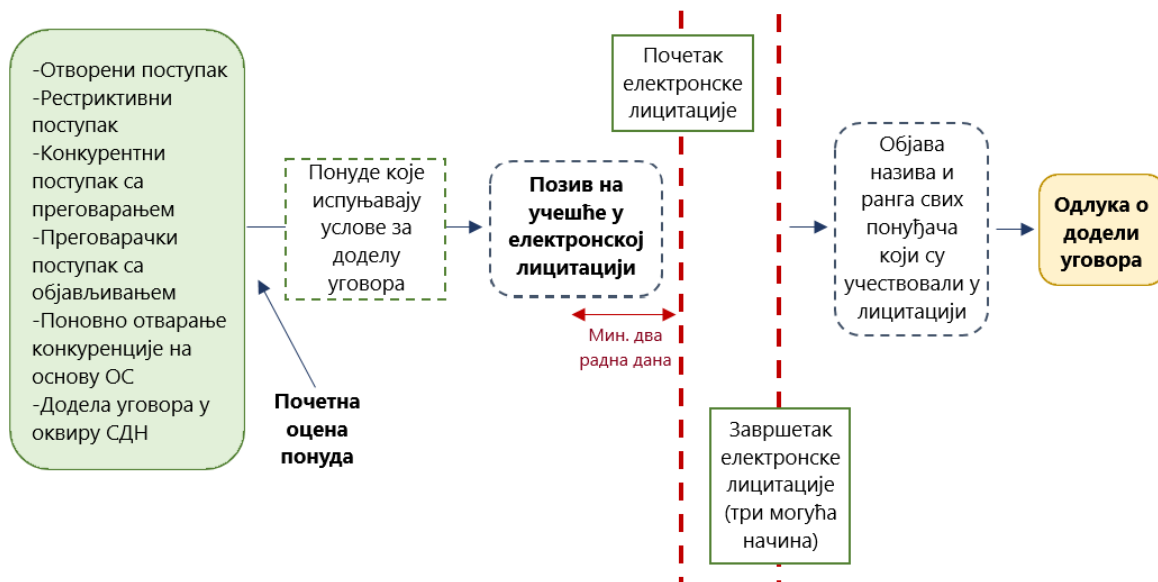 -Отворени поступак
-Рестриктивни
поступак
-Конкурентни
поступак са
преговарањем
-Преговарачки
поступак са
објављивањем
-Поновно отварање
конкуренције на
основу ОС
-Додела уговора у
оквиру СДН
Почетна
оцена
понуда
Понуде које
испуњавају
услове за
доделу
уговора
Позив на
учешће у
електронској
лицитацији
Мин. два
радна дана
Почетак
електронске
лицитације
Завршетак
електронске
лицитације
(три могућа
начина)
Објава
назива и
ранга свих
понуђача
који су
учествовали у
лицитацији
Одлука о
додели
уговора